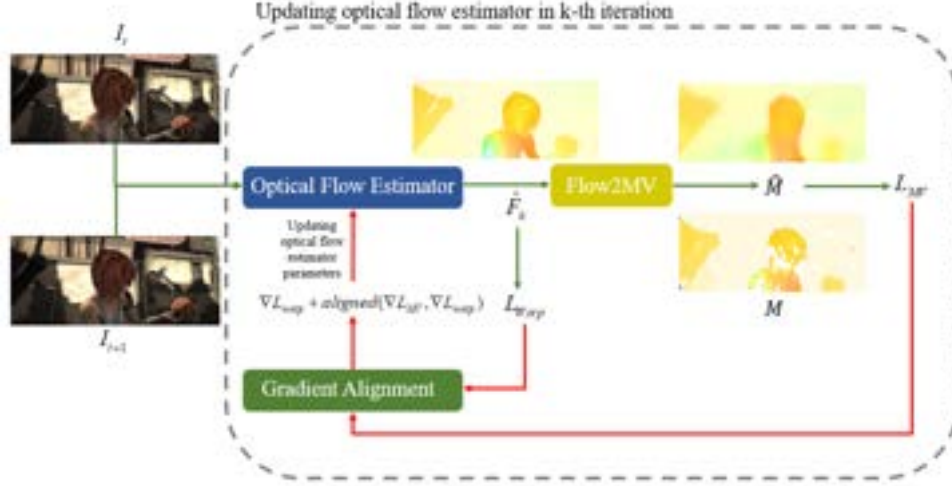 Updating optical flow estimator in k-th iteration
I_t
Optical Flow Estimator
Flow2MV
M̂
L_MV
F̂_k
Updating
optical flow
estimator
parameters
M
∇L_warp + aligned(∇L_MV, ∇L_warp)
L_Warp
I_{t+1}
Gradient Alignment